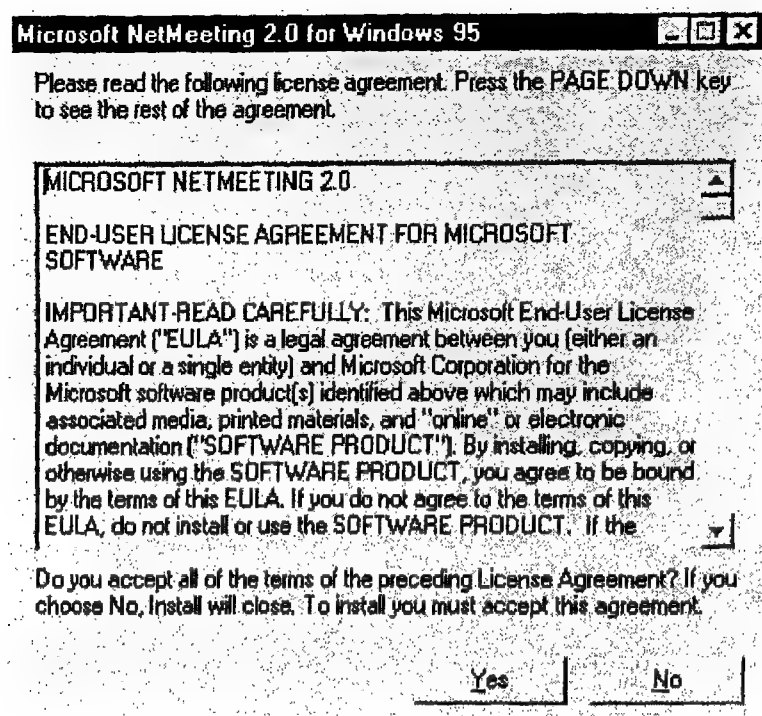 Microsoft NetMeeting 2.0 for Windows 95
Please read the following license agreement. Press the PAGE DOWN key
to see the rest of the agreement.
MICROSOFT NETMEETING 2.0
END-USER LICENSE AGREEMENT FOR MICROSOFT
SOFTWARE
IMPORTANT-READ CAREFULLY: This Microsoft End-User License
Agreement ("EULA") is a legal agreement between you (either an
individual or a single entity) and Microsoft Corporation for the
Microsoft software product(s) identified above which may include
associated media, printed materials, and "online" or electronic
documentation ("SOFTWARE PRODUCT"). By installing, copying, or
otherwise using the SOFTWARE PRODUCT, you agree to be bound
by the terms of this EULA. If you do not agree to the terms of this
EULA, do not install or use the SOFTWARE PRODUCT. If the
Do you accept all of the terms of the preceding License Agreement? If you
choose No, Install will close. To install you must accept this agreement.
Yes No